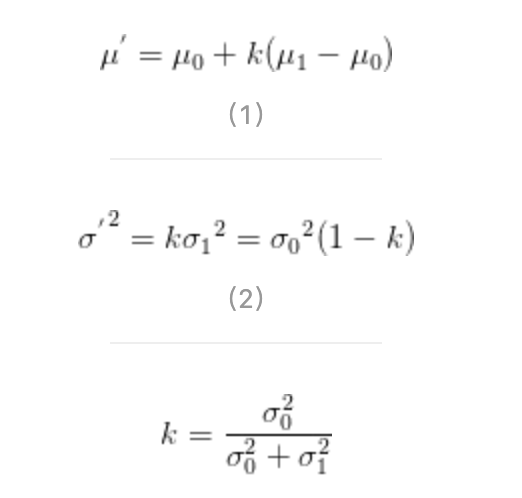 μ′ = μ₀ + k(μ₁ − μ₀)
(1)
σ′² = kσ₁² = σ₀²(1 − k)
(2)
k = σ₀² / (σ₀² + σ₁²)